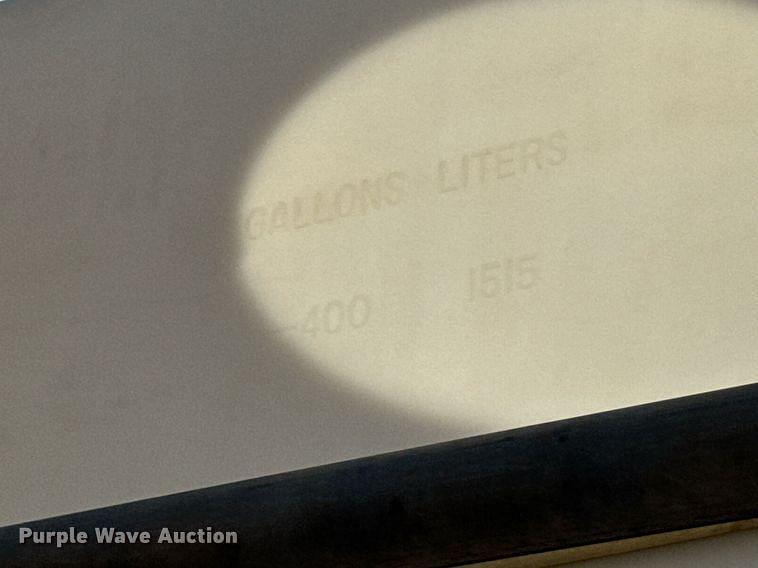 GALLONS LITERS
-400 1515
Purple Wave Auction